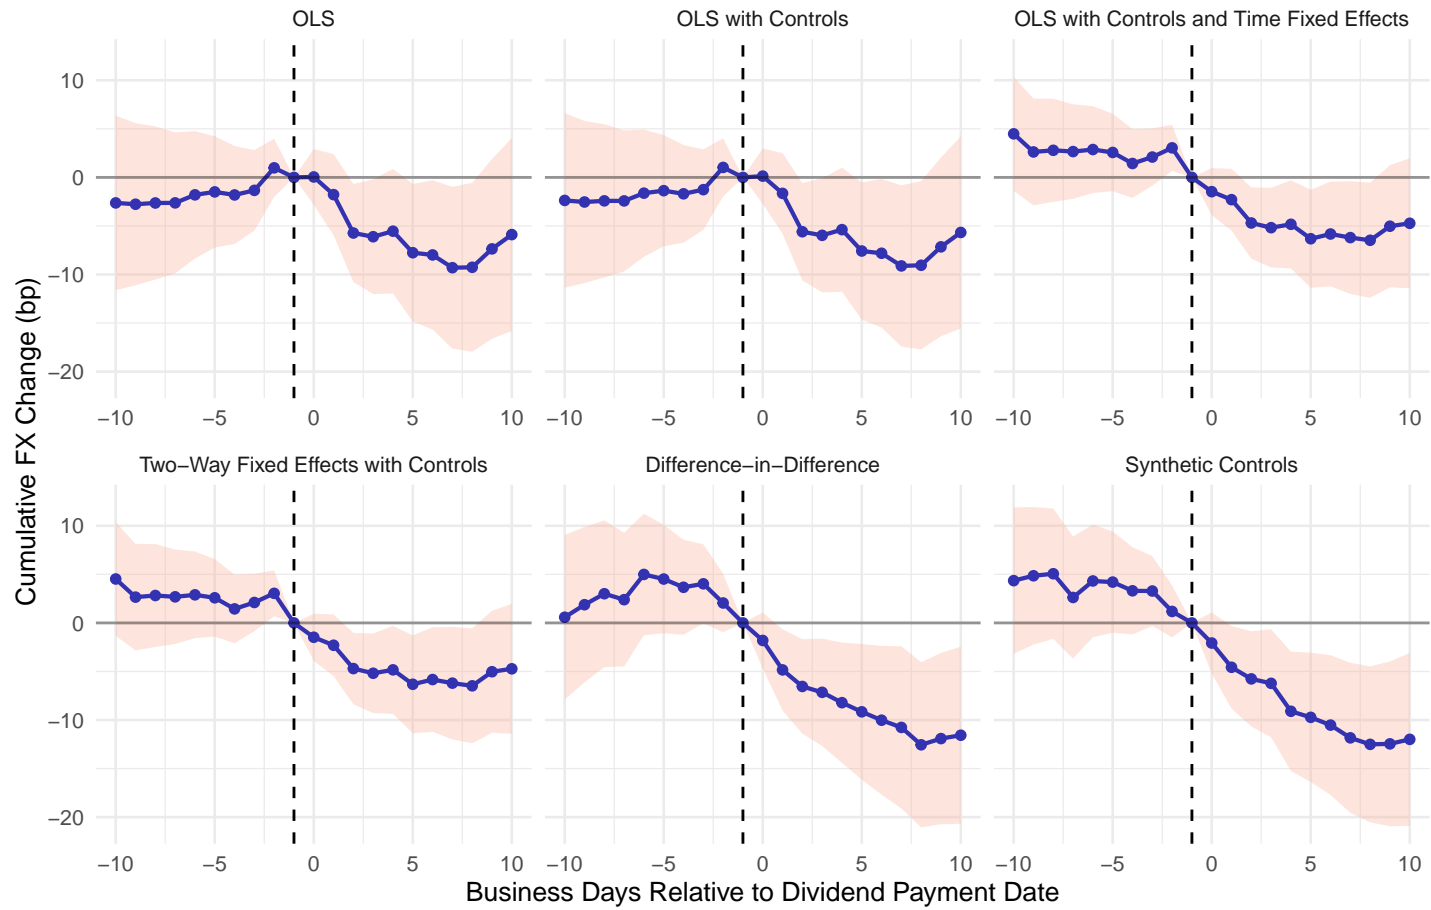 OLS
OLS with Controls
OLS with Controls and Time Fixed Effects
10
0
−10
−20
−10 −5 0 5 10
−10 −5 0 5 10
−10 −5 0 5 10
Two−Way Fixed Effects with Controls
Difference−in−Difference
Synthetic Controls
10
0
−10
−20
−10 −5 0 5 10
−10 −5 0 5 10
−10 −5 0 5 10
Cumulative FX Change (bp)
Business Days Relative to Dividend Payment Date